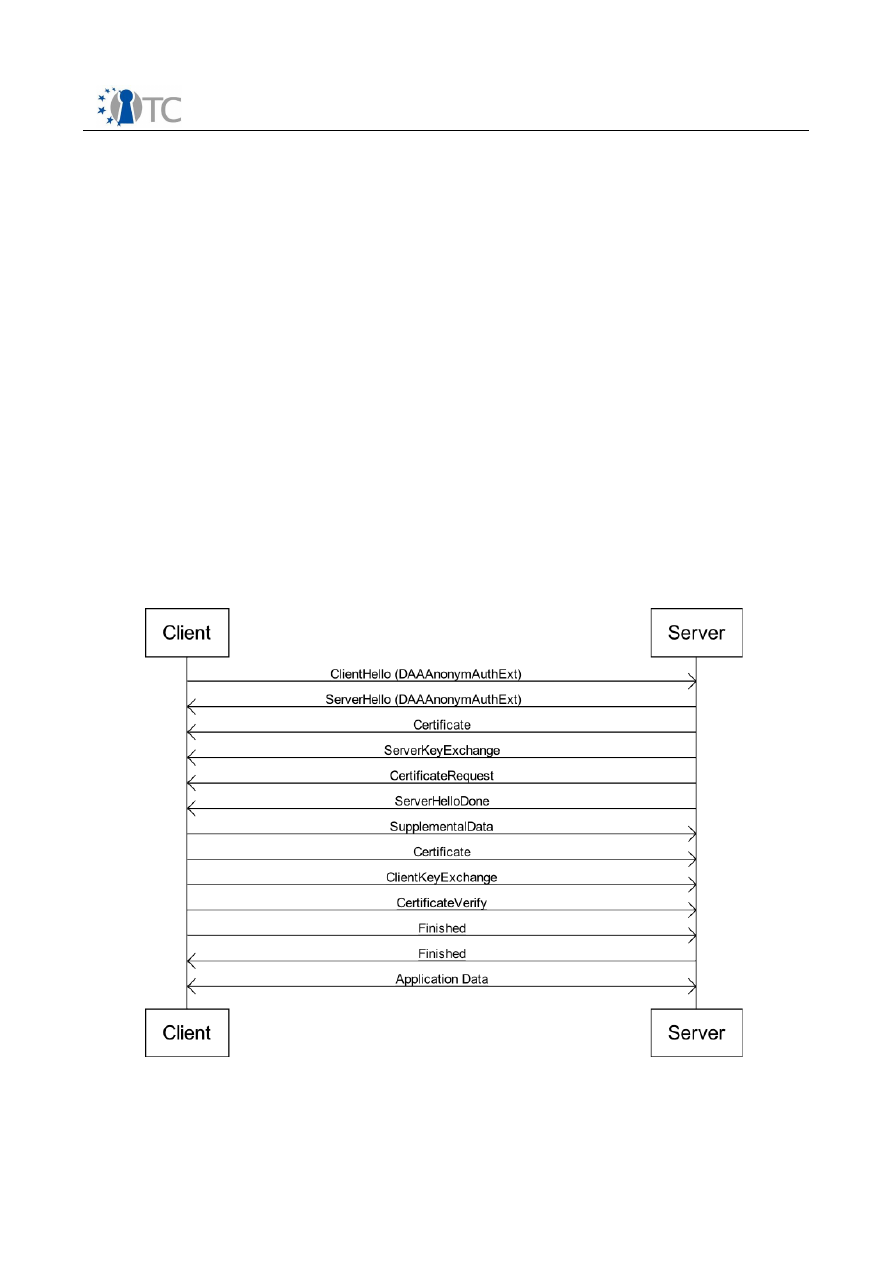 TC
Client Server
ClientHello (DAAAnonymAuthExt)
ServerHello (DAAAnonymAuthExt)
Certificate
ServerKeyExchange
CertificateRequest
ServerHelloDone
SupplementalData
Certificate
ClientKeyExchange
CertificateVerify
Finished
Finished
Application Data
Client Server